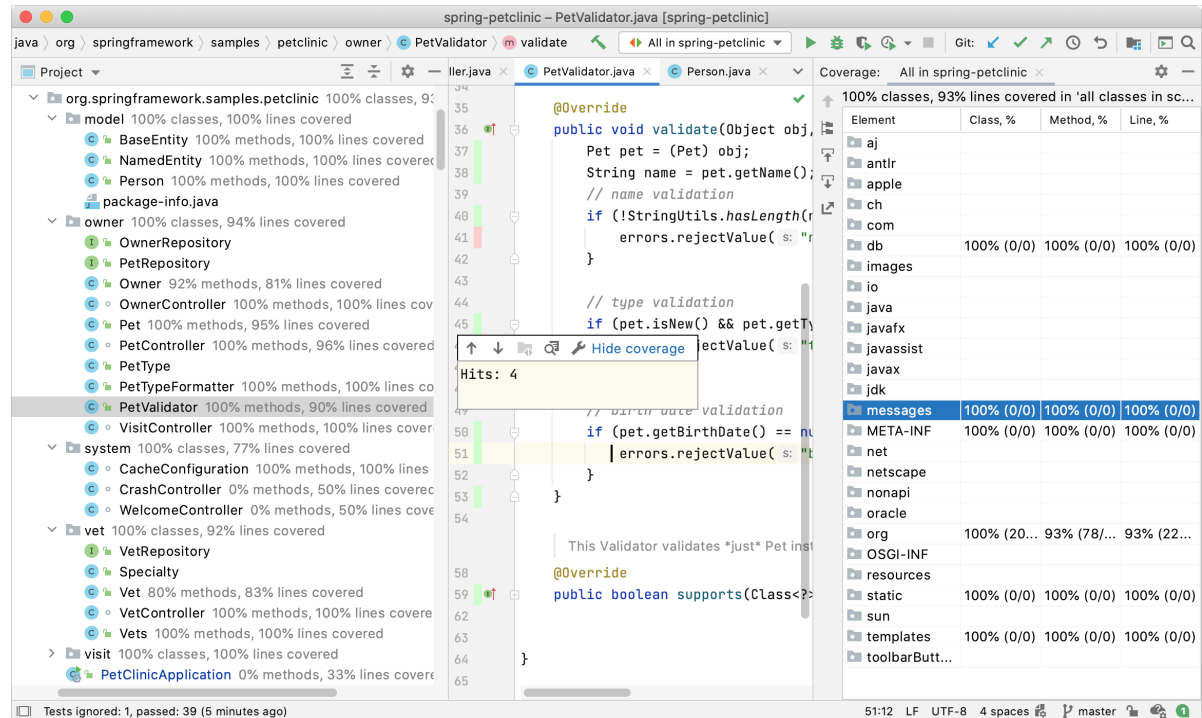 spring-petclinic – PetValidator.java [spring-petclinic]
java org springframework samples petclinic owner C PetValidator m validate All in spring-petclinic Git:
Project
ller.java C PetValidator.java C Person.java
Coverage: All in spring-petclinic
org.springframework.samples.petclinic 100% classes, 93
model 100% classes, 100% lines covered
C BaseEntity 100% methods, 100% lines covered
C NamedEntity 100% methods, 100% lines covered
C Person 100% methods, 100% lines covered
package-info.java
owner 100% classes, 94% lines covered
I OwnerRepository
I PetRepository
C Owner 92% methods, 81% lines covered
C OwnerController 100% methods, 100% lines cov
C Pet 100% methods, 95% lines covered
C PetController 100% methods, 96% lines covered
C PetType
C PetTypeFormatter 100% methods, 100% lines co
C PetValidator 100% methods, 90% lines covered
C VisitController 100% methods, 100% lines cover
system 100% classes, 77% lines covered
C CacheConfiguration 100% methods, 100% lines
C CrashController 0% methods, 50% lines covered
C WelcomeController 0% methods, 50% lines cove
vet 100% classes, 92% lines covered
I VetRepository
C Specialty
C Vet 80% methods, 83% lines covered
C VetController 100% methods, 100% lines covere
C Vets 100% methods, 100% lines covered
visit 100% classes, 100% lines covered
PetClinicApplication 0% methods, 33% lines covere
34
35 @Override
36 public void validate(Object obj,
37 Pet pet = (Pet) obj;
38 String name = pet.getName();
39 // name validation
40 if (!StringUtils.hasLength(n
41 errors.rejectValue( s: "r
42 }
43
44 // type validation
45 if (pet.isNew() && pet.getTy
jectValue( s: "t
Hide coverage
Hits: 4
49 // birth date validation
50 if (pet.getBirthDate() == nu
51 errors.rejectValue( s: "b
52 }
53 }
54
This Validator validates *just* Pet inst
58 @Override
59 public boolean supports(Class<?>
62
63
64 }
65
100% classes, 93% lines covered in 'all classes in sc...
Element Class, % Method, % Line, %
aj
antlr
apple
ch
com
db 100% (0/0) 100% (0/0) 100% (0/0)
images
io
java
javafx
javassist
javax
jdk
messages 100% (0/0) 100% (0/0) 100% (0/0)
META-INF 100% (0/0) 100% (0/0) 100% (0/0)
net
netscape
nonapi
oracle
org 100% (20... 93% (78/... 93% (22...
OSGI-INF
resources
static 100% (0/0) 100% (0/0) 100% (0/0)
sun
templates 100% (0/0) 100% (0/0) 100% (0/0)
toolbarButt...
Tests ignored: 1, passed: 39 (5 minutes ago)
51:12 LF UTF-8 4 spaces master 1